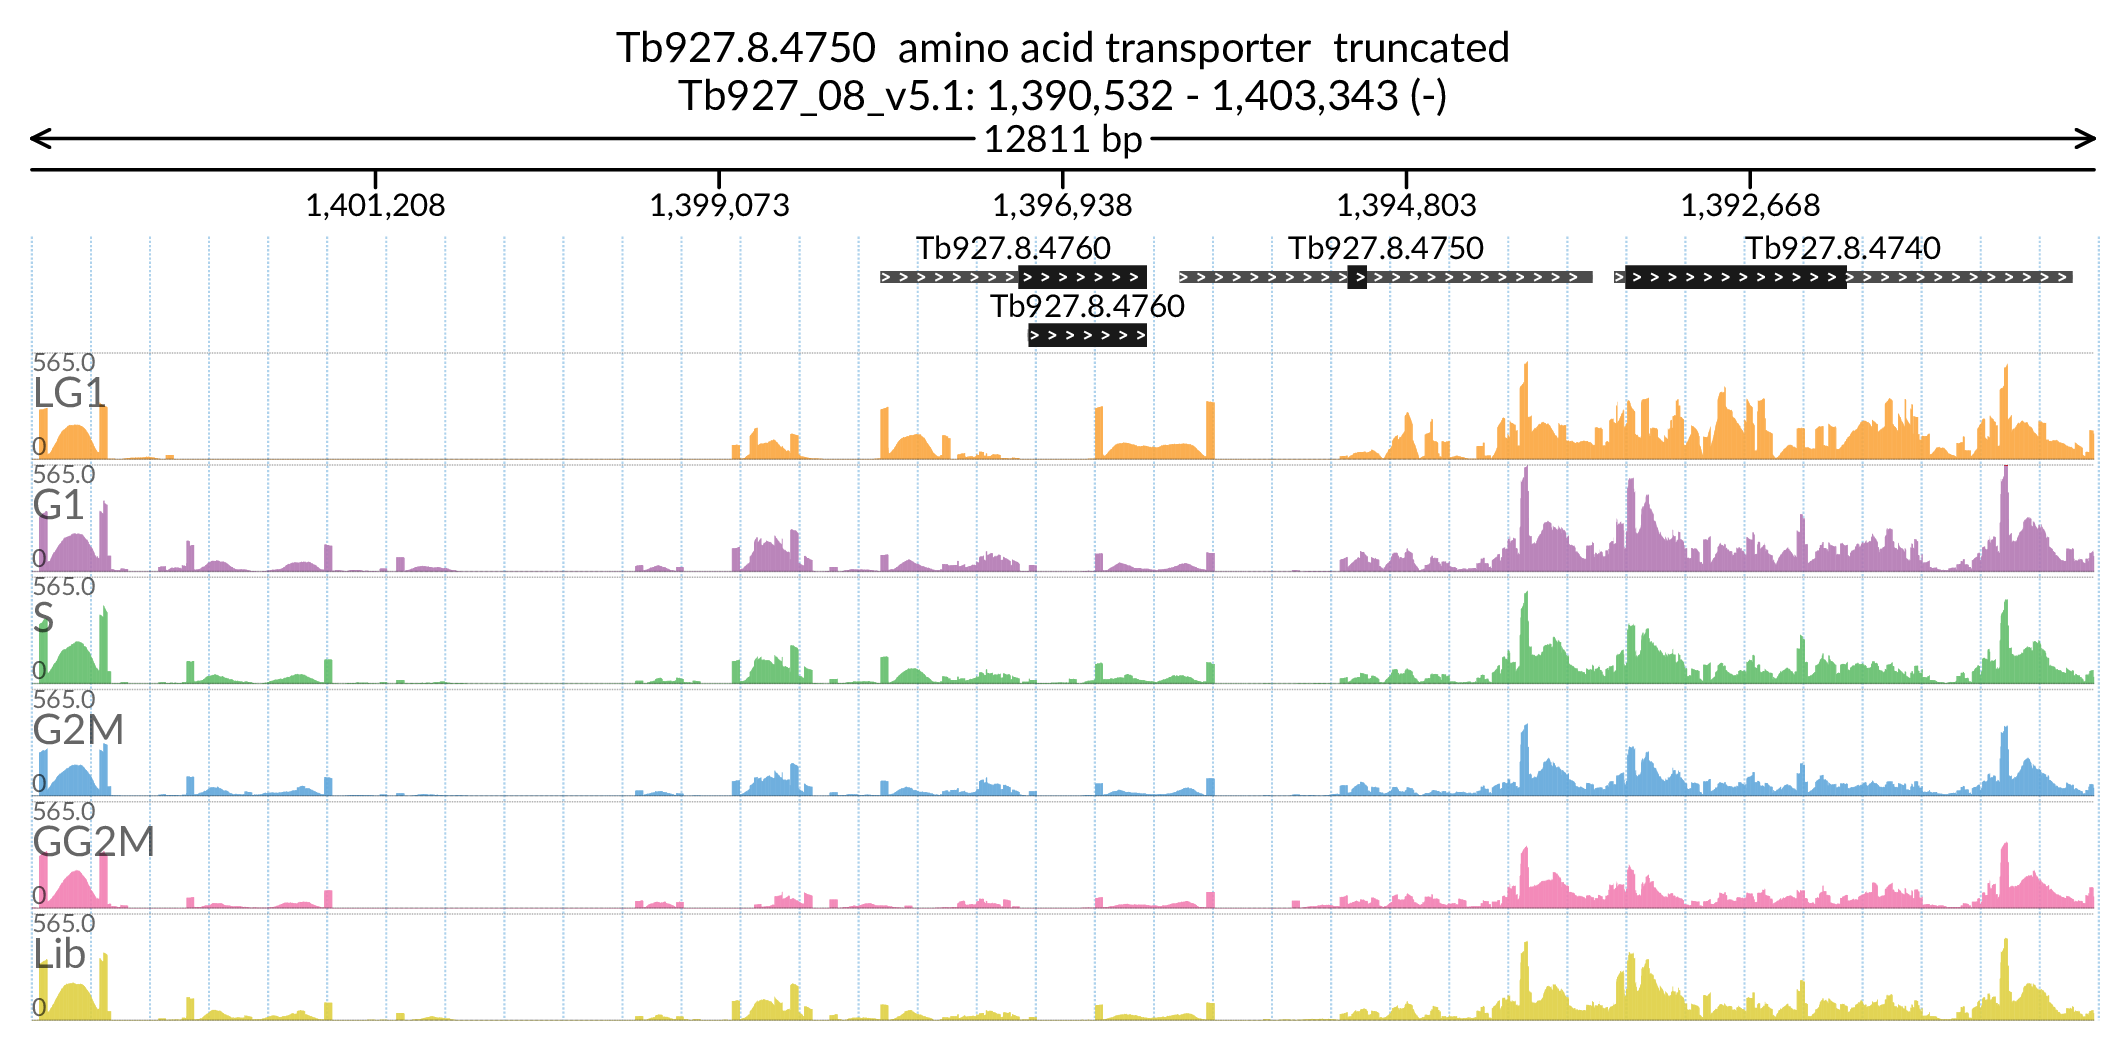 Tb927.8.4750  amino acid transporter  truncated
Tb927_08_v5.1: 1,390,532 - 1,403,343 (-)
12811 bp
1,401,208 1,399,073 1,396,938 1,394,803 1,392,668
Tb927.8.4760 Tb927.8.4750 Tb927.8.4740
Tb927.8.4760
565.0
LG1
0
565.0
G1
0
565.0
S
0
565.0
G2M
0
565.0
GG2M
0
565.0
Lib
0